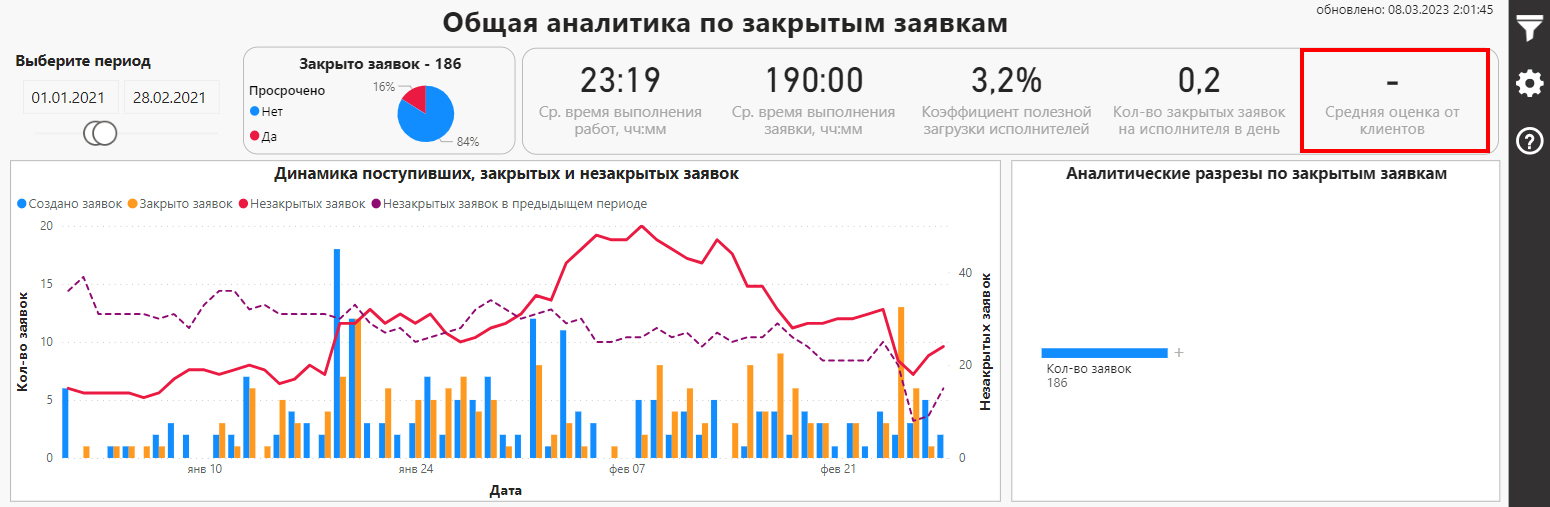 Общая аналитика по закрытым заявкам
обновлено: 08.03.2023 2:01:45
Выберите период
01.01.2021
28.02.2021
Закрыто заявок - 186
Просрочено
Нет
Да
16%
84%
23:19
Ср. время выполнения
работ, чч:мм
190:00
Ср. время выполнения
заявки, чч:мм
3,2%
Коэффициент полезной
загрузки исполнителей
0,2
Кол-во закрытых заявок
на исполнителя в день
-
Средняя оценка от
клиентов
Динамика поступивших, закрытых и незакрытых заявок
Создано заявок Закрыто заявок Незакрытых заявок Незакрытых заявок в предыдыщем периоде
Кол-во заявок
20
15
10
5
0
40
20
0
Незакрытых заявок
янв 10
янв 24
фев 07
фев 21
Дата
Аналитические разрезы по закрытым заявкам
Кол-во заявок
186